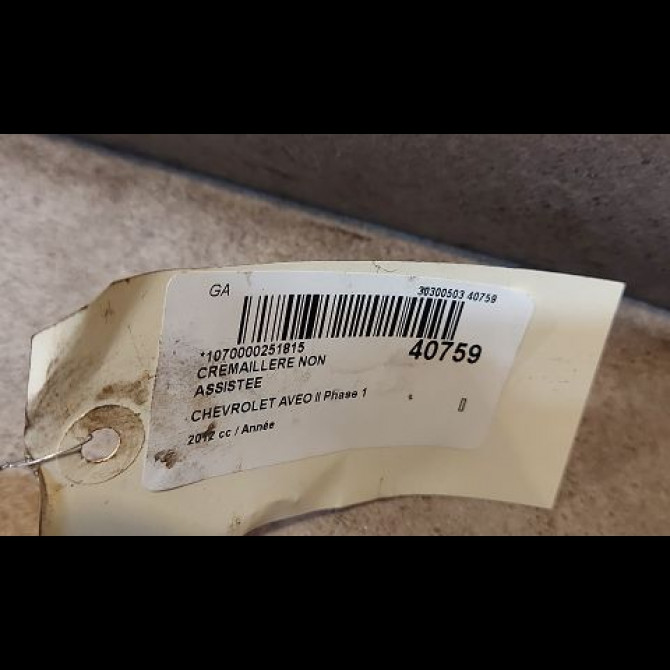 GA
30300503 40759
*1070000251815
40759
CREMAILLERE NON
ASSISTEE
CHEVROLET AVEO II Phase 1
2012 cc / Année